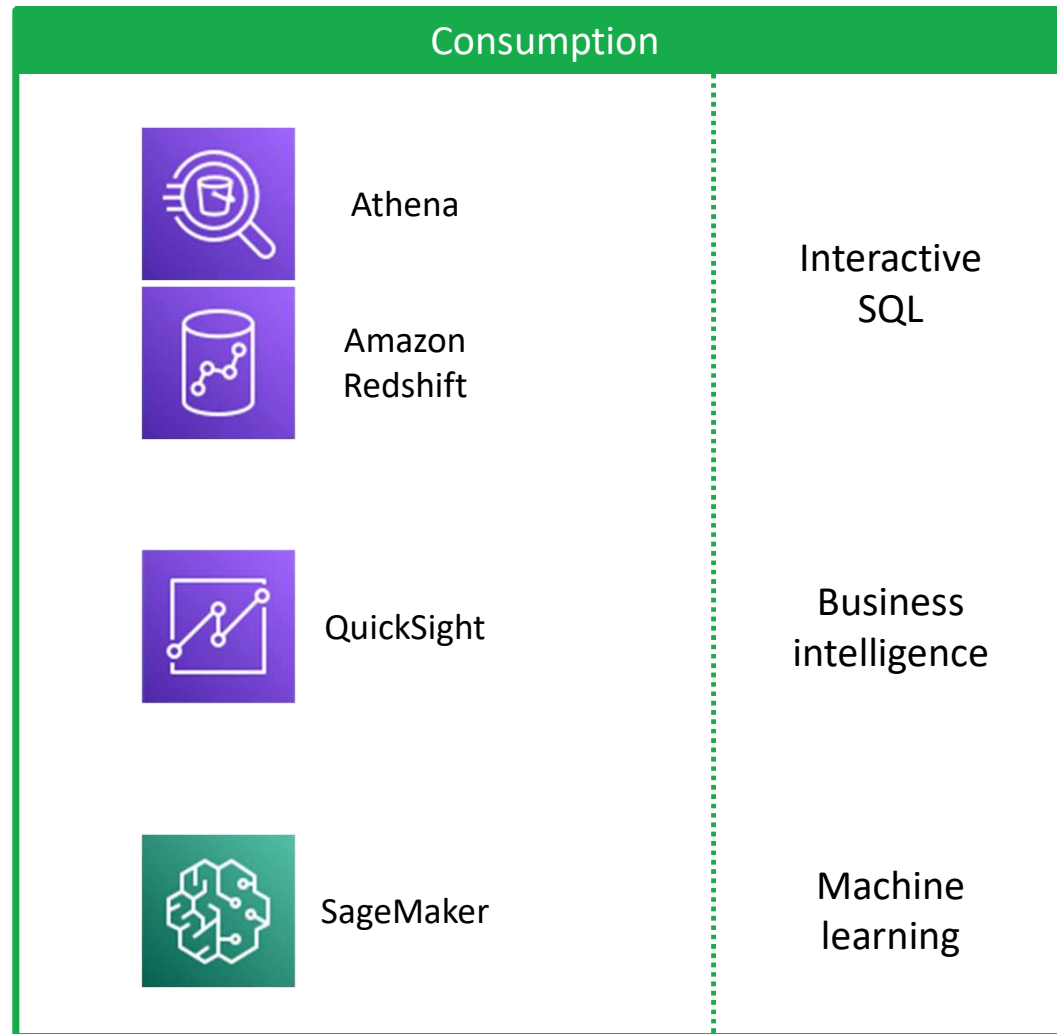 Consumption
Athena
Interactive
SQL
Amazon
Redshift
QuickSight
Business
intelligence
SageMaker
Machine
learning